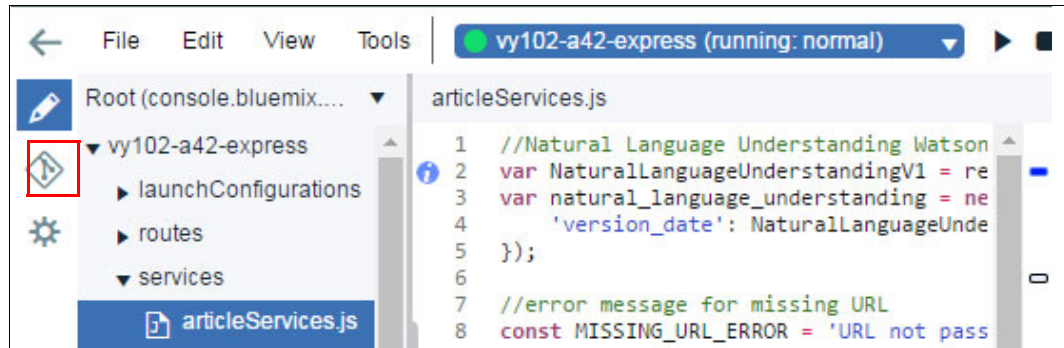 File Edit View Tools vy102-a42-express (running: normal)
Root (console.bluemix....
vy102-a42-express
launchConfigurations
routes
services
articleServices.js
articleServices.js
1 //Natural Language Understanding Watson
2 var NaturalLanguageUnderstandingV1 = re
3 var natural_language_understanding = ne
4 'version_date': NaturalLanguageUnde
5 });
6
7 //error message for missing URL
8 const MISSING_URL_ERROR = 'URL not pass